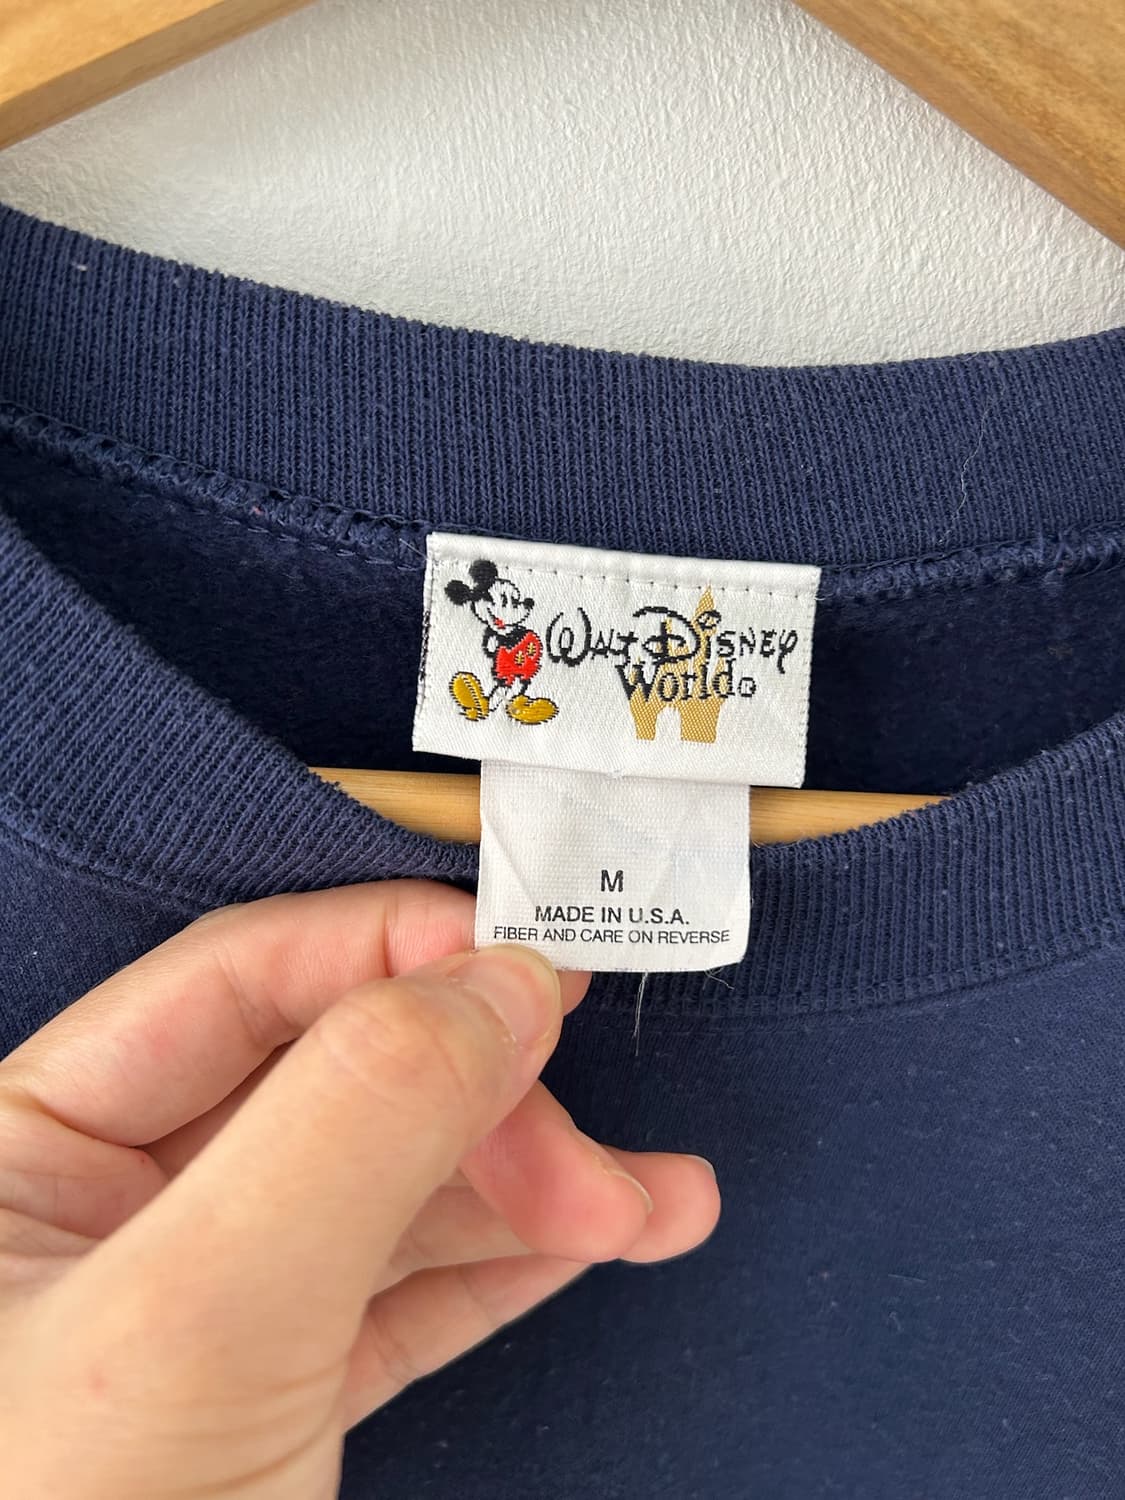 Walt Disney
World®
M
MADE IN U.S.A.
FIBER AND CARE ON REVERSE